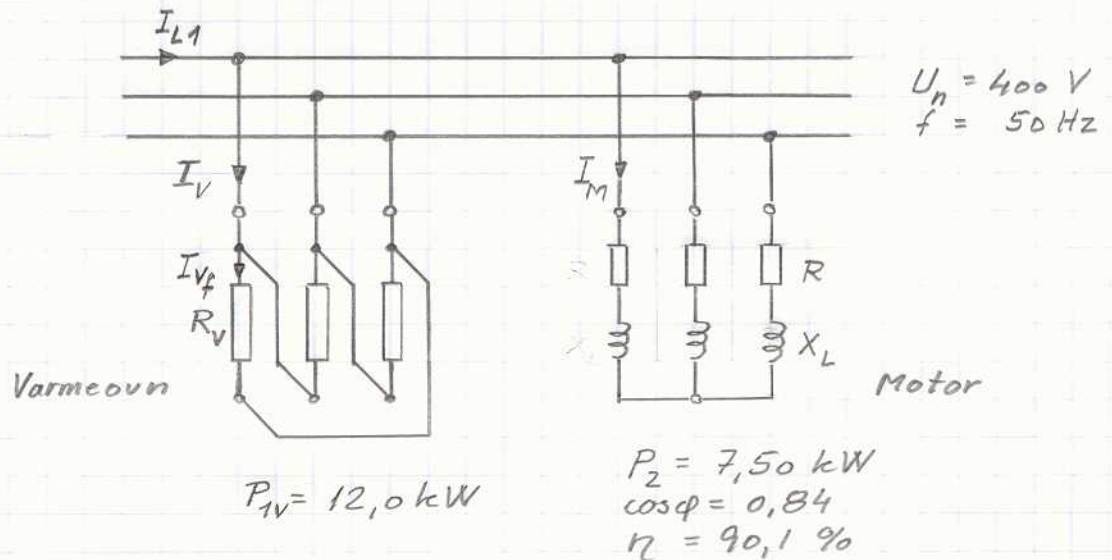 I_L1
U_n = 400 V
f = 50 Hz
I_V
I_M
I_Vf
R_V
R
X_L
Varmeovn
Motor
P_1V = 12,0 kW
P_2 = 7,50 kW
cosφ = 0,84
η = 90,1 %